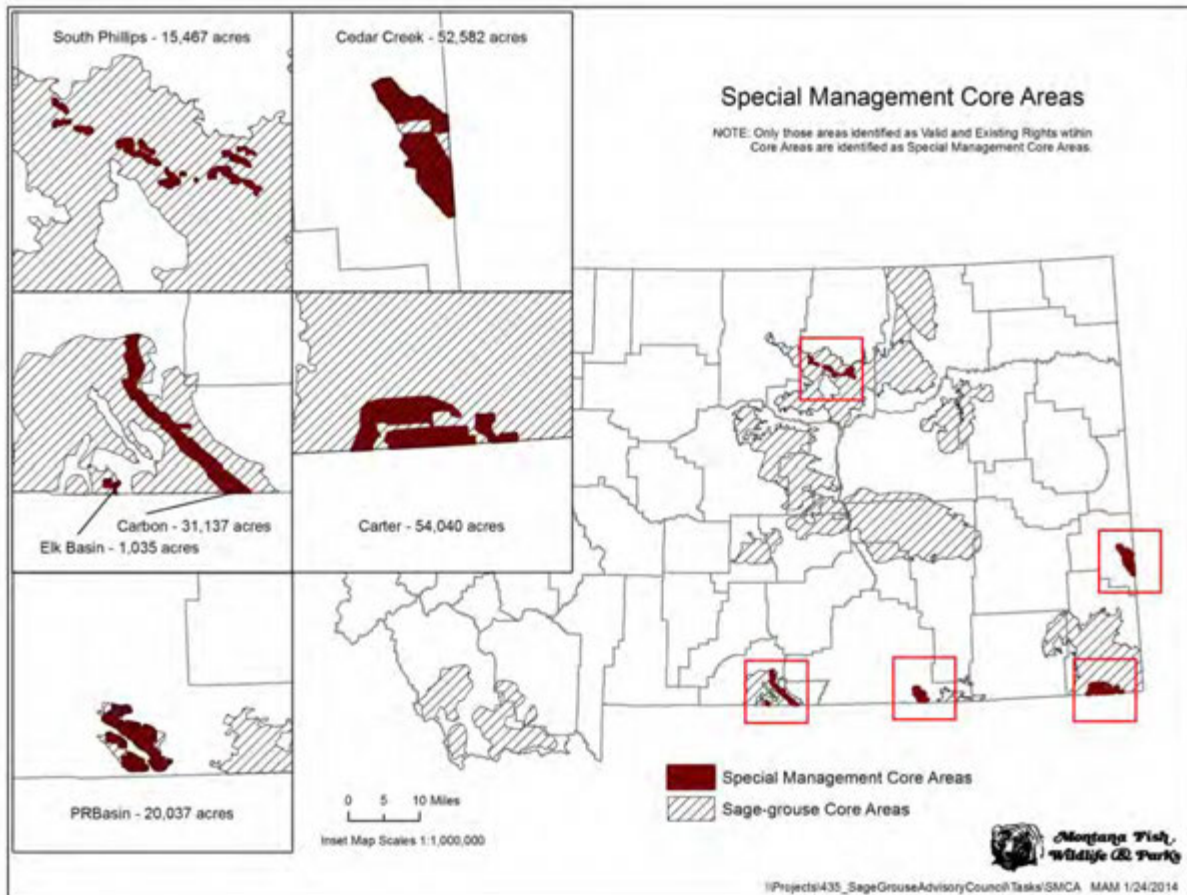 South Phillips - 15,467 acres
Cedar Creek - 52,582 acres
Special Management Core Areas
NOTE: Only those areas identified as Valid and Existing Rights wtihin
Core Areas are identified as Special Management Core Areas.
Carbon - 31,137 acres
Elk Basin - 1,035 acres
Carter - 54,040 acres
PRBasin - 20,037 acres
0 5 10 Miles
Inset Map Scales 1:1,000,000
Special Management Core Areas
Sage-grouse Core Areas
Montana Fish,
Wildlife & Parks
I:\Projects\435_SageGrouseAdvisoryCouncil\Tasks\SMCA MAM 1/24/2014